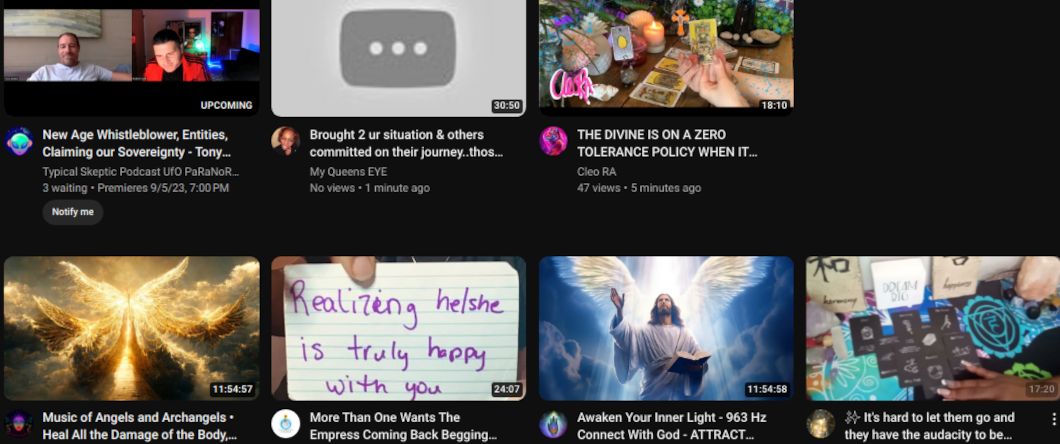 UPCOMING
30:50
Cleo RA
18:10
New Age Whistleblower, Entities,
Claiming our Sovereignty - Tony...
Typical Skeptic Podcast UfO PaRaNoR...
3 waiting • Premieres 9/5/23, 7:00 PM
Notify me
Brought 2 ur situation & others
committed on their journey..thos...
My Queens EYE
No views • 1 minute ago
THE DIVINE IS ON A ZERO
TOLERANCE POLICY WHEN IT...
Cleo RA
47 views • 5 minutes ago
11:54:57
Realizing he/she
is truly happy
with you
24:07
11:54:58
和
harmony
DREAM
BIG
17:20
Music of Angels and Archangels •
Heal All the Damage of the Body,...
More Than One Wants The
Empress Coming Back Begging...
Awaken Your Inner Light - 963 Hz
Connect With God - ATTRACT...
✨ It's hard to let them go and
they have the audacity to be...